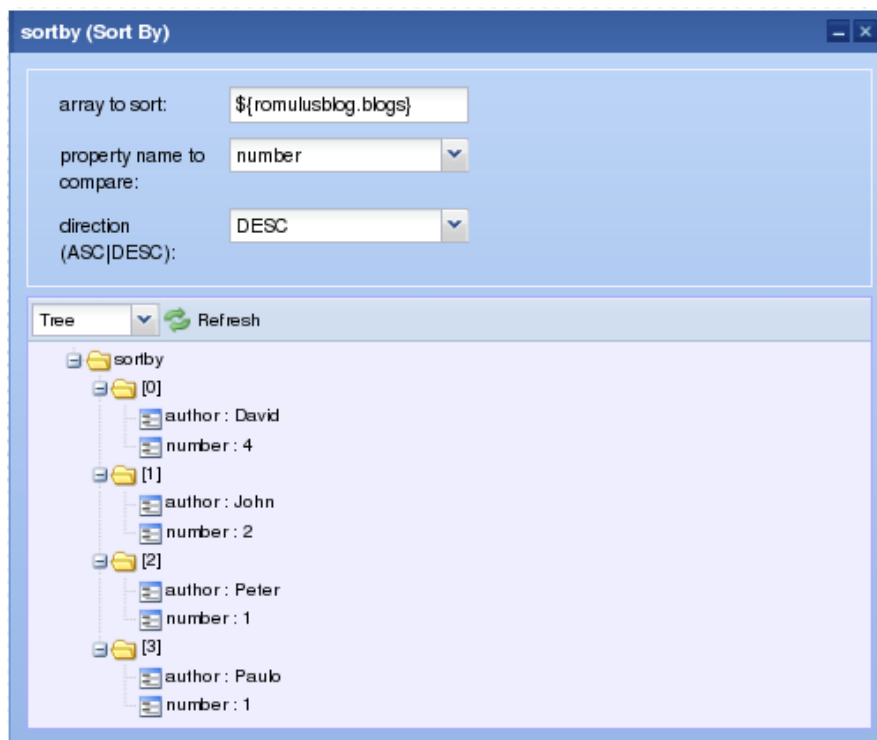 sortby (Sort By)
array to sort: ${romulusblog.blogs}
property name to number
compare:
direction DESC
(ASC|DESC):
Tree Refresh
sortby
[0]
author : David
number : 4
[1]
author : John
number : 2
[2]
author : Peter
number : 1
[3]
author : Paulo
number : 1